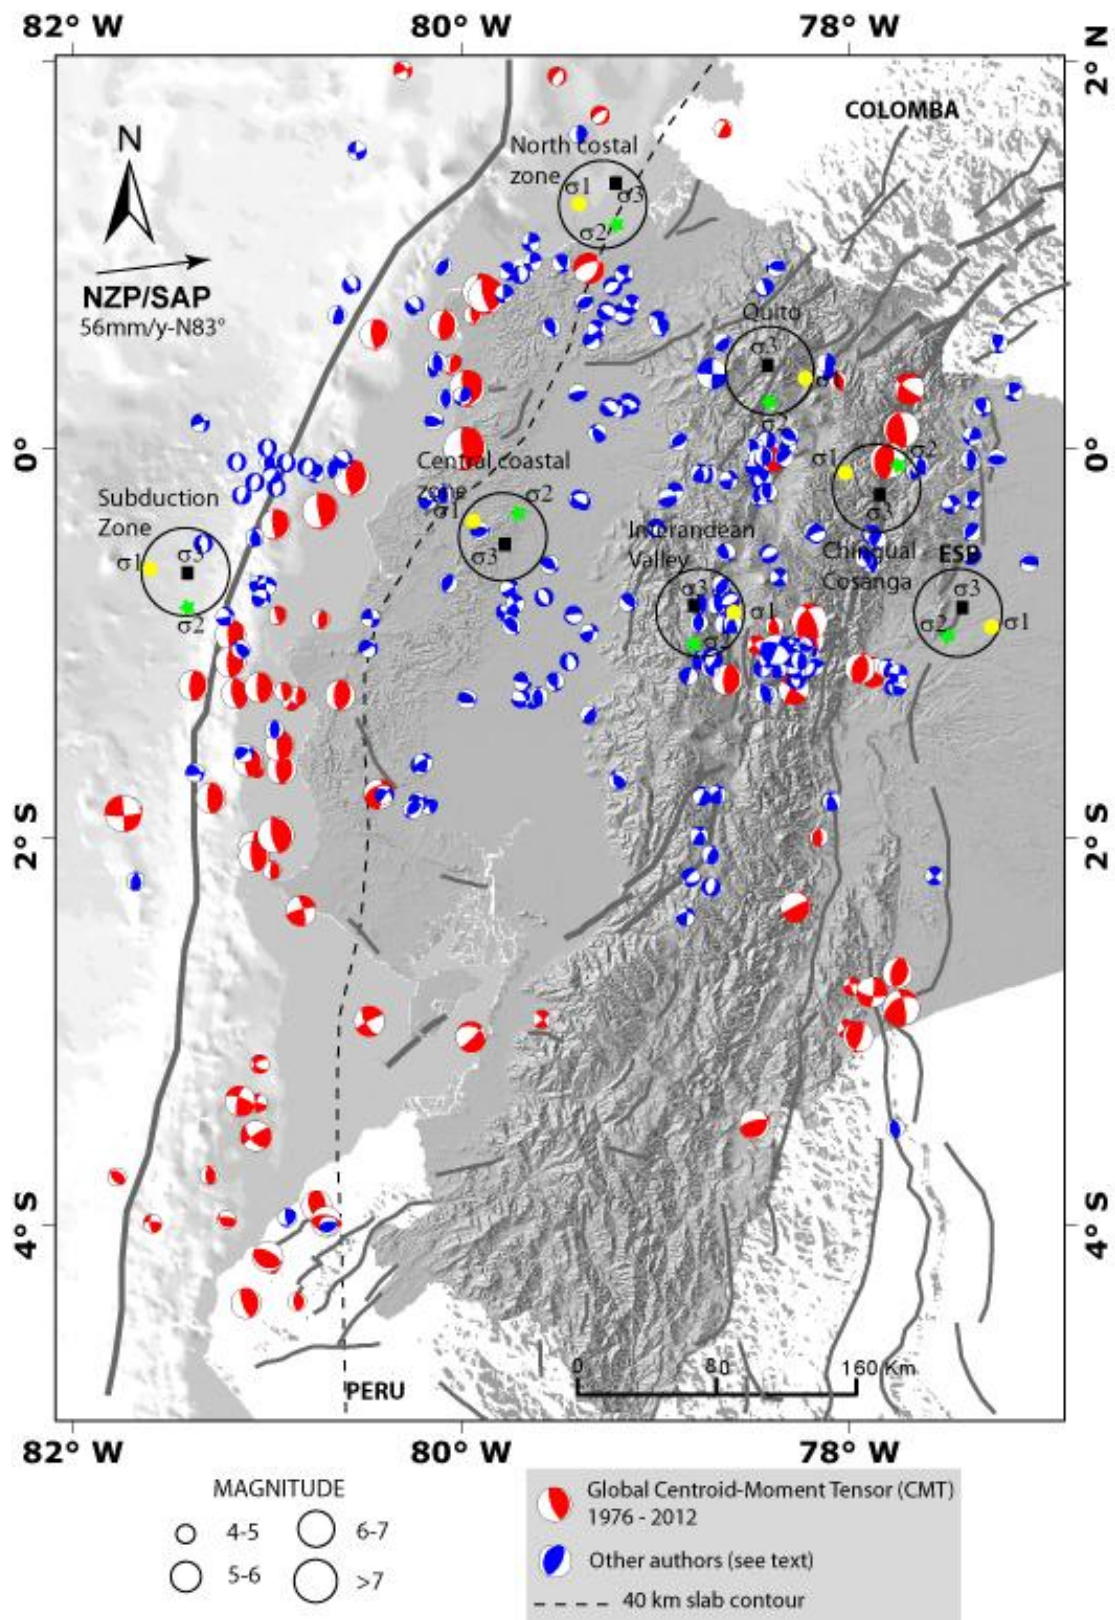 82° W 80° W 78° W
N
2° N
COLOMBA
North costal
zone
σ1
σ3
σ2
NZP/SAP
56mm/y-N83°
Quito
σ3
0°
0°
Central coastal
zone
σ1
σ2
σ3
σ1
σ2
σ3
Subduction
Zone
σ1
σ3
σ2
Interandean
Valley
σ3
σ1
Chingual
Cosanga
ESP
σ3
σ2
σ1
2° S
2° S
4° S
4° S
0 80 160 Km
PERU
82° W 80° W 78° W
MAGNITUDE
4-5
6-7
5-6
>7
Global Centroid-Moment Tensor (CMT)
1976 - 2012
Other authors (see text)
40 km slab contour